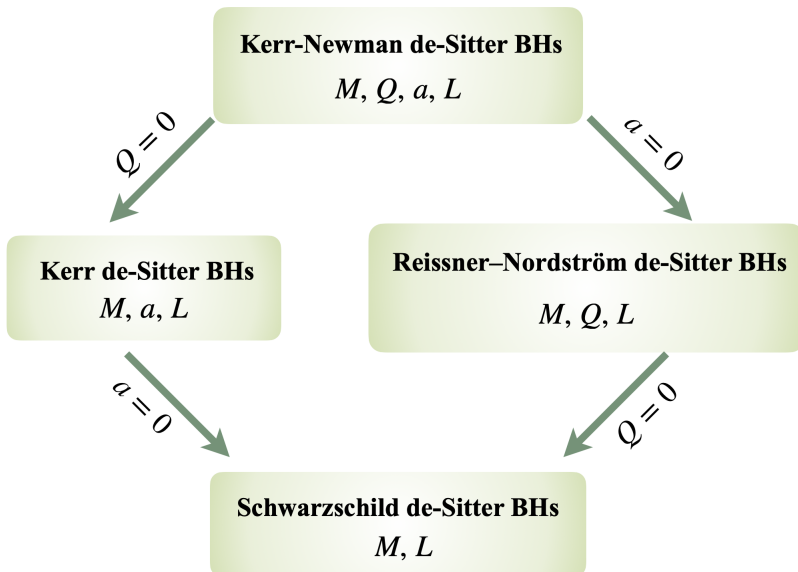 Kerr-Newman de-Sitter BHs
M, Q, a, L
Q = 0
a = 0
Kerr de-Sitter BHs
M, a, L
Reissner–Nordström de-Sitter BHs
M, Q, L
a = 0
Q = 0
Schwarzschild de-Sitter BHs
M, L